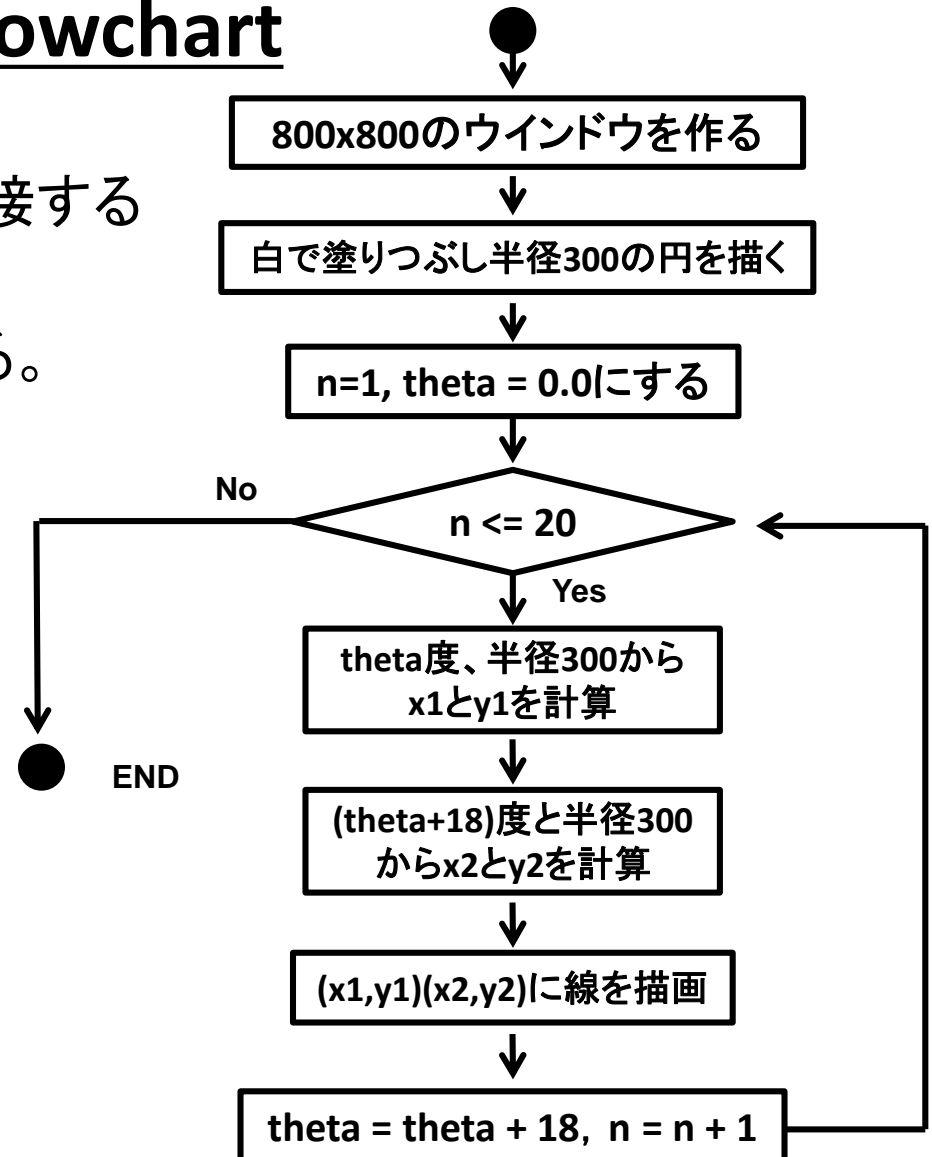 owchart
接する
る。
800x800のウインドウを作る
白で塗りつぶし半径300の円を描く
n=1, theta = 0.0にする
No
n <= 20
Yes
theta度、半径300から
x1とy1を計算
END
(theta+18)度と半径300
からx2とy2を計算
(x1,y1)(x2,y2)に線を描画
theta = theta + 18, n = n + 1